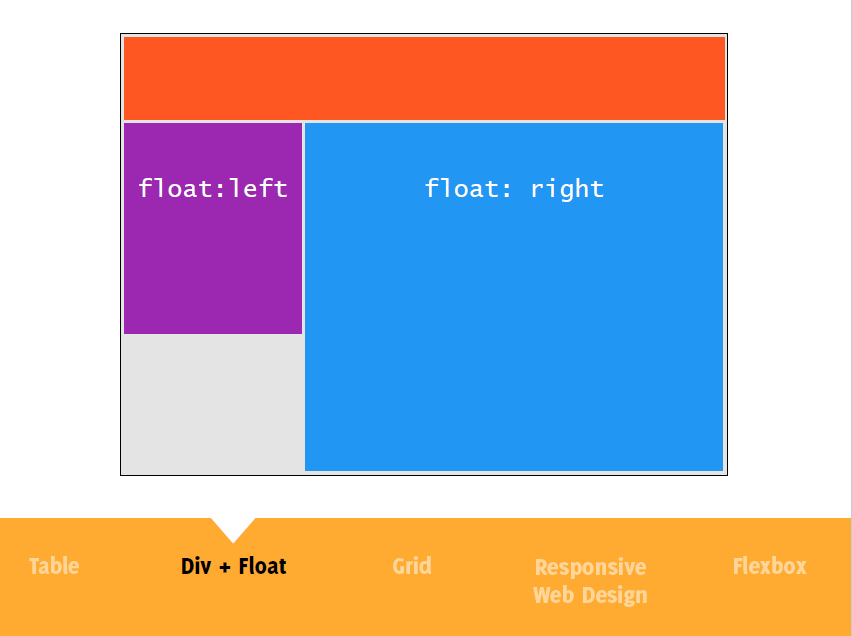 float:left
float: right
Table
Div + Float
Grid
Responsive
Web Design
Flexbox